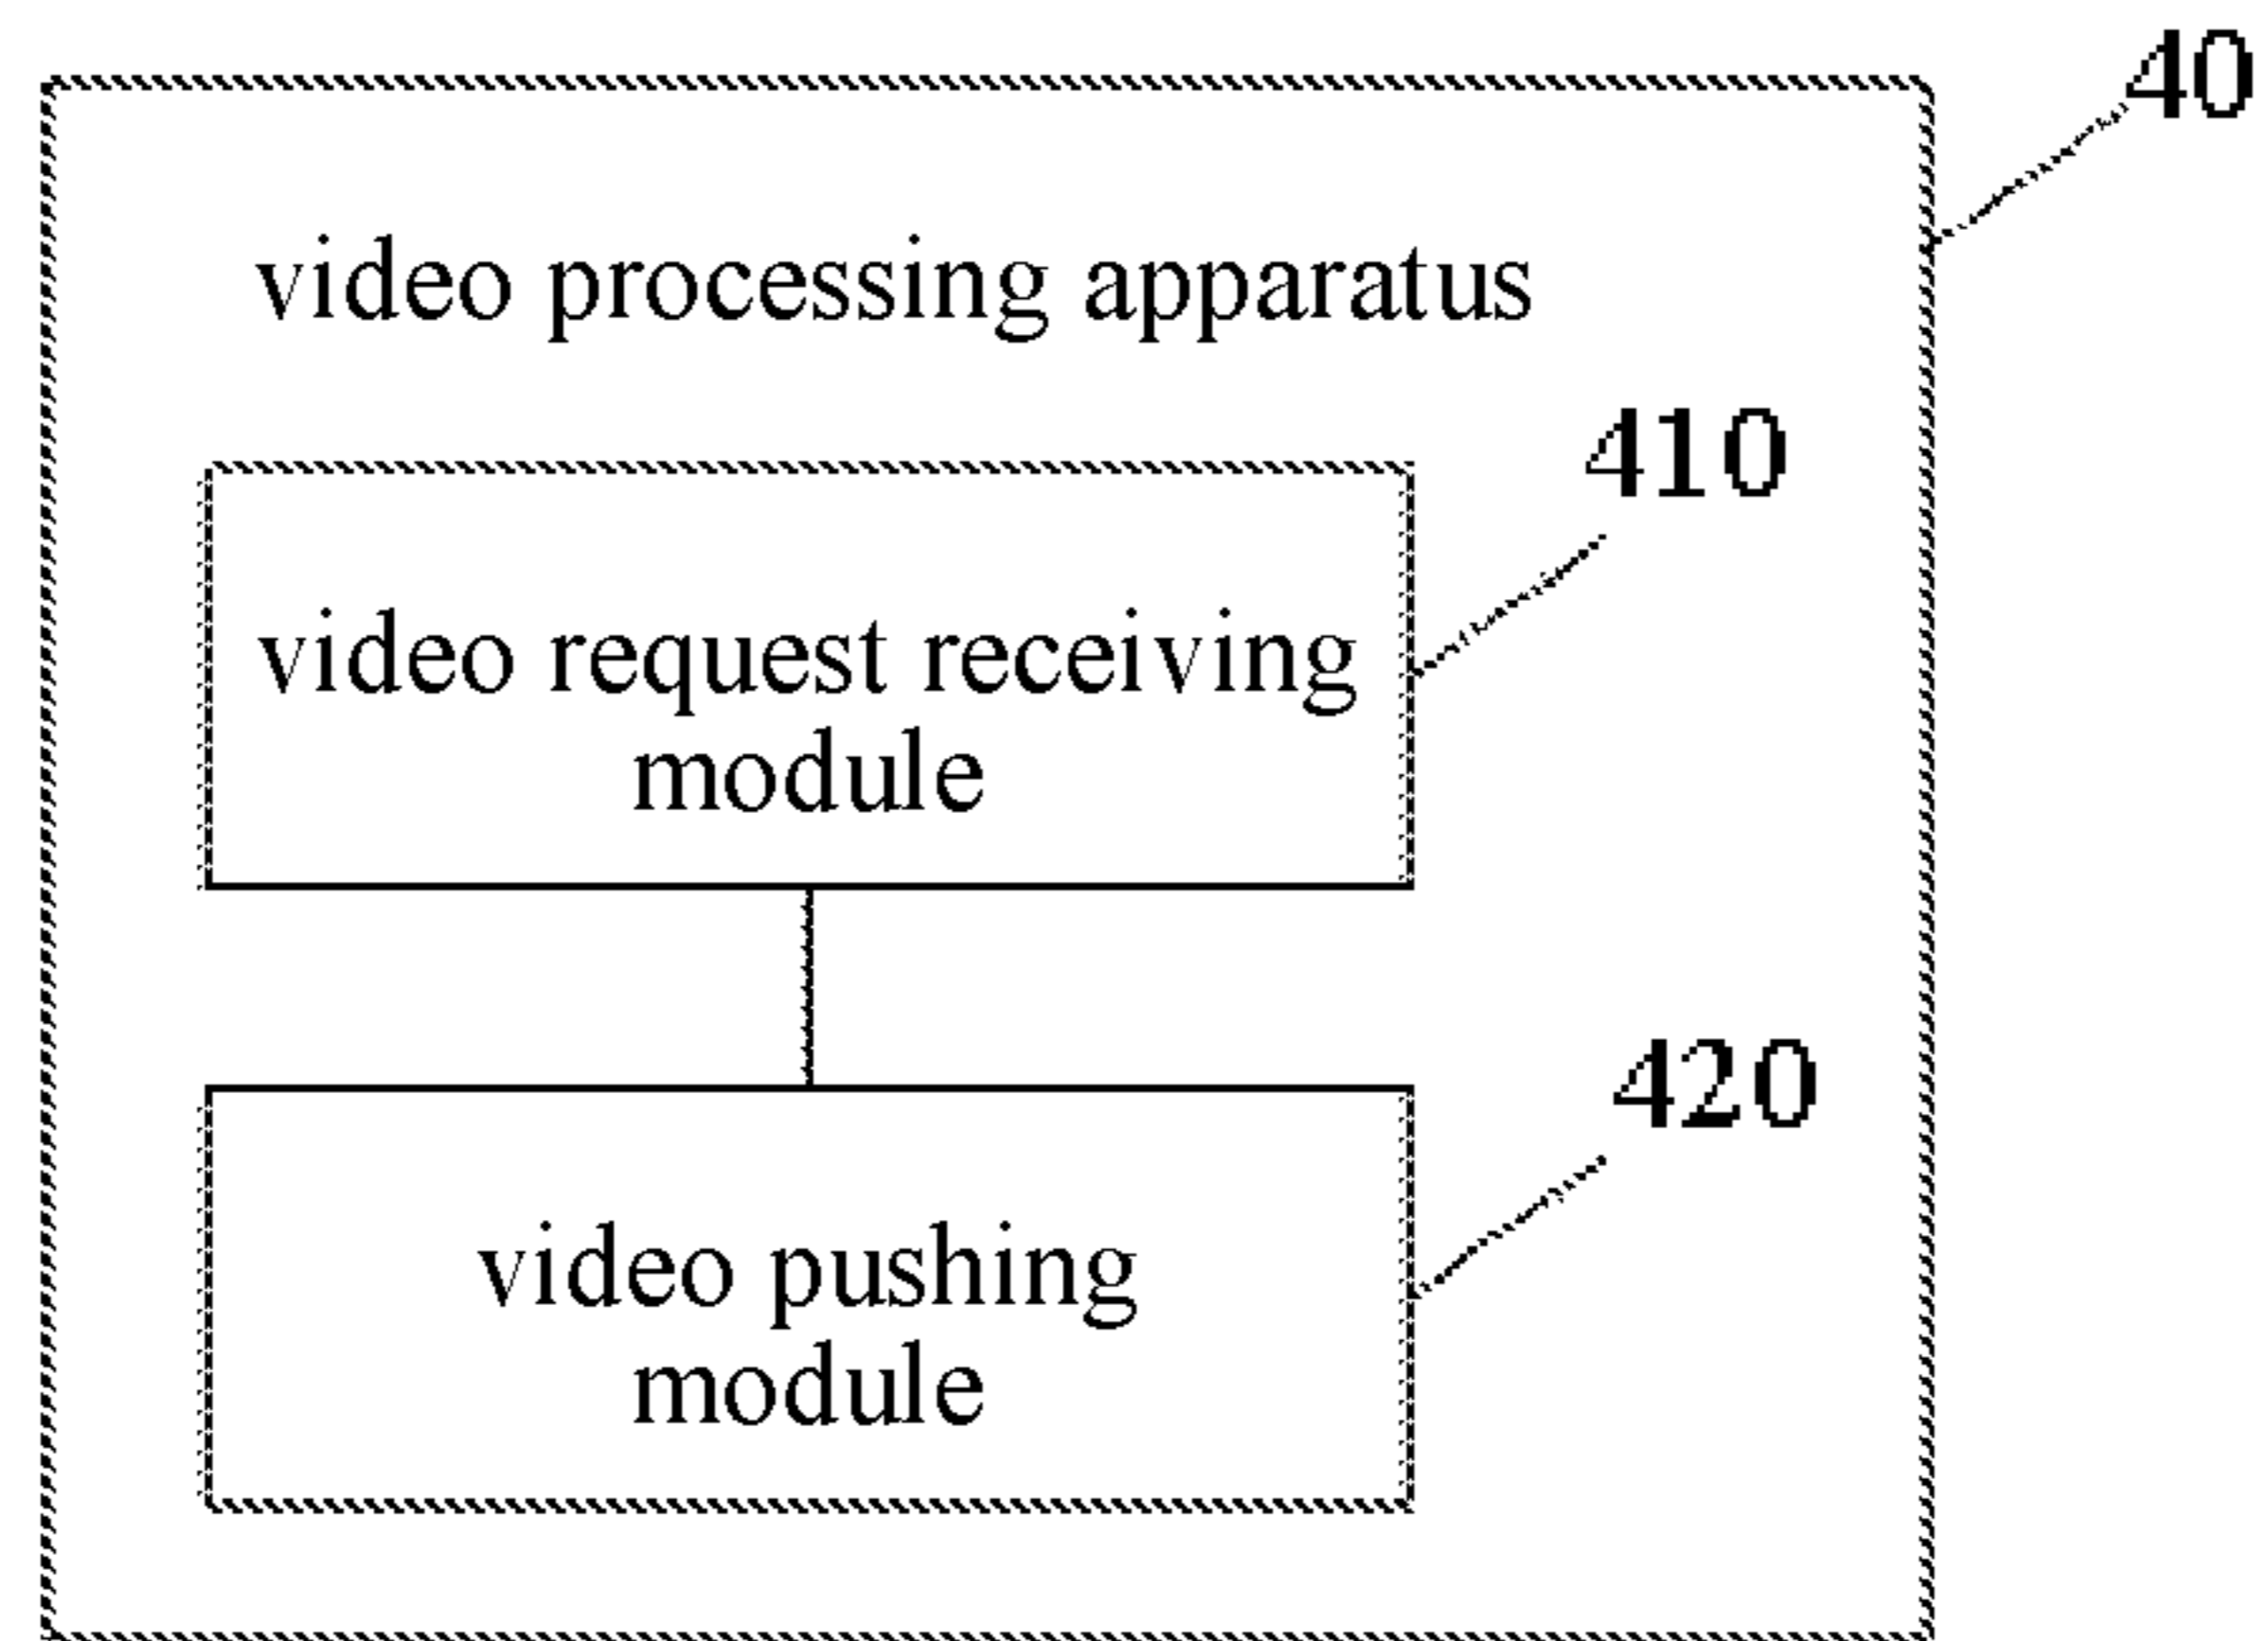 40
video processing apparatus
410
video request receiving
module
420
video pushing
module